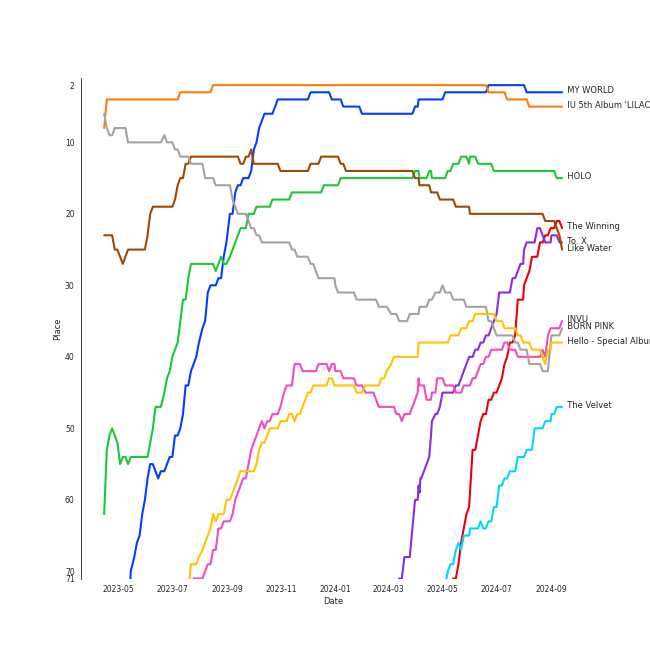 2
10
20
30
40
50
60
70
71
Place
2023-05
2023-07
2023-09
2023-11
2024-01
2024-03
2024-05
2024-07
2024-09
Date
MY WORLD
IU 5th Album 'LILAC
HOLO
The Winning
To. X
Like Water
INVU
BORN PINK
Hello - Special Albu
The Velvet